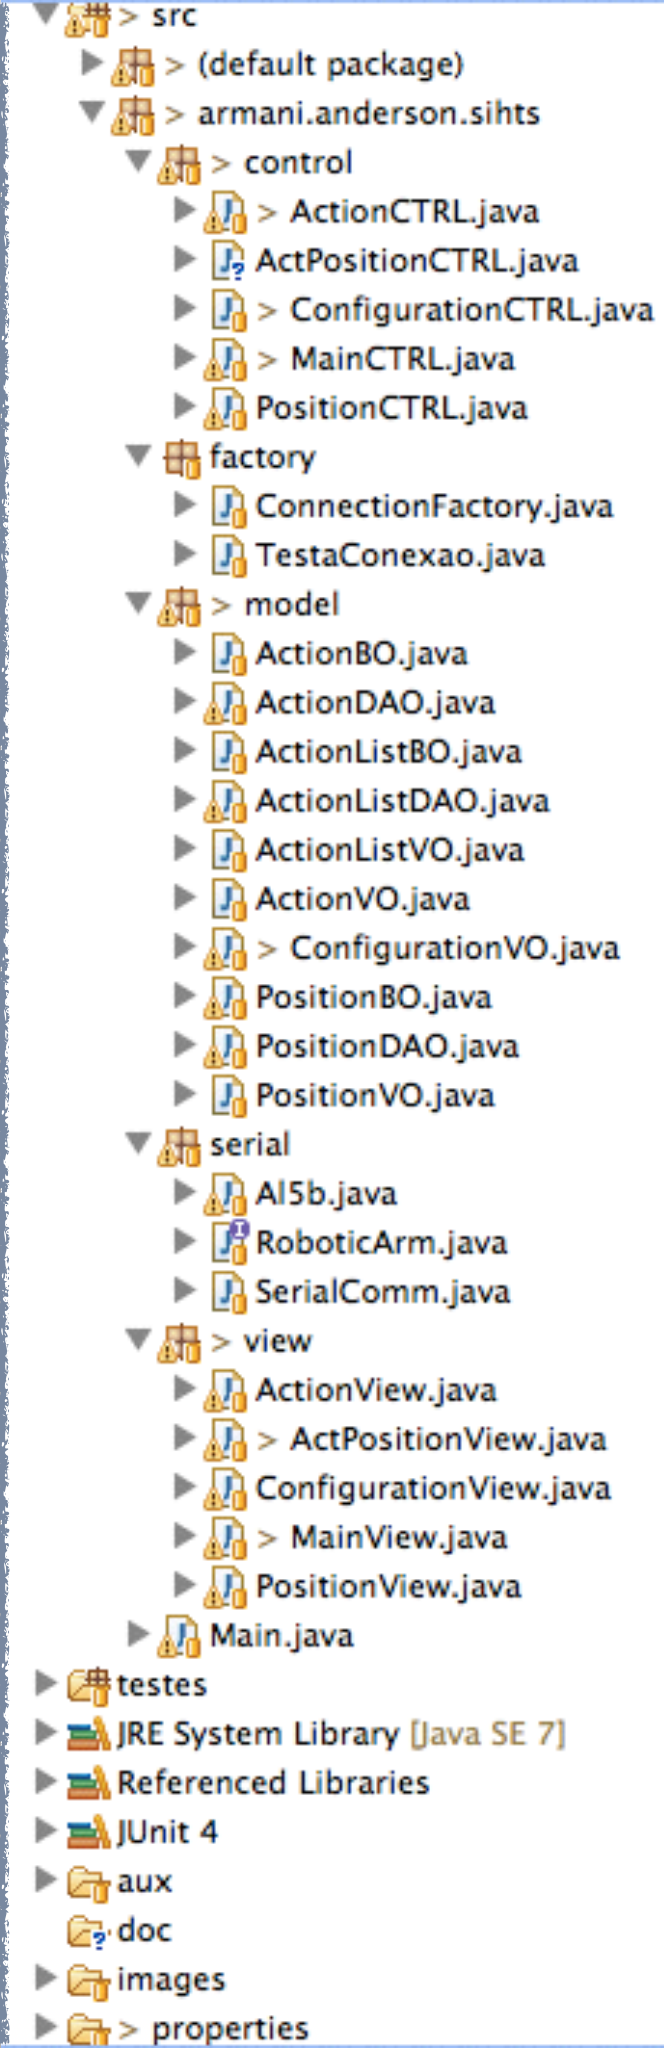 > src
> (default package)
> armani.anderson.sihts
> control
> ActionCTRL.java
ActPositionCTRL.java
> ConfigurationCTRL.java
> MainCTRL.java
PositionCTRL.java
factory
ConnectionFactory.java
TestaConexao.java
> model
ActionBO.java
ActionDAO.java
ActionListBO.java
ActionListDAO.java
ActionListVO.java
ActionVO.java
> ConfigurationVO.java
PositionBO.java
PositionDAO.java
PositionVO.java
serial
Al5b.java
RoboticArm.java
SerialComm.java
> view
ActionView.java
> ActPositionView.java
ConfigurationView.java
> MainView.java
PositionView.java
Main.java
testes
JRE System Library [Java SE 7]
Referenced Libraries
JUnit 4
aux
doc
images
> properties